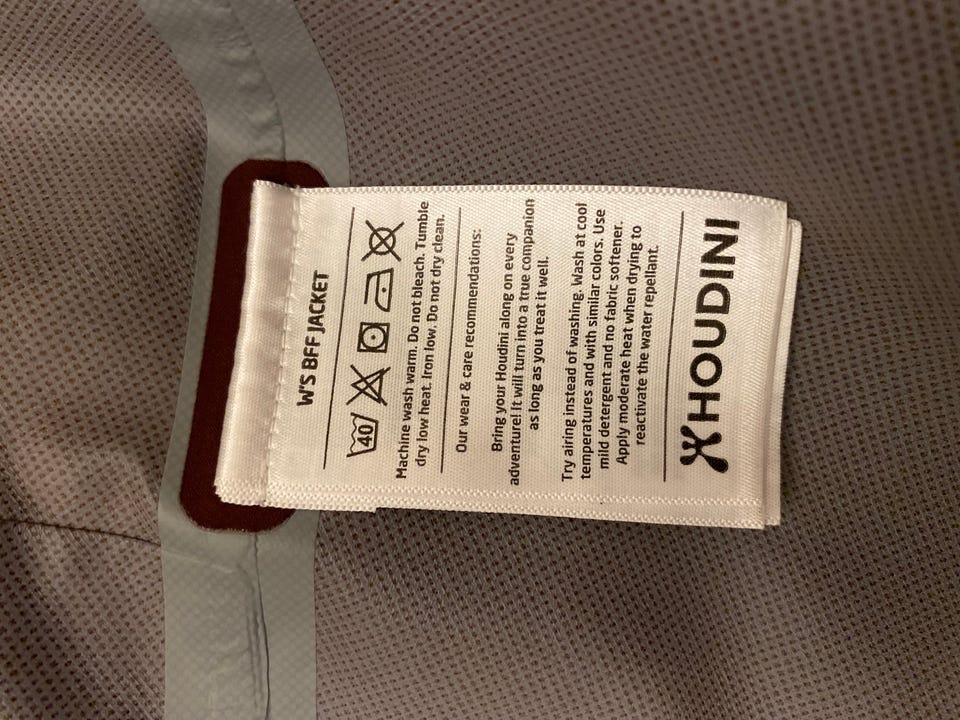 W'S BFF JACKET
40
Machine wash warm. Do not bleach. Tumble
dry low heat. Iron low. Do not dry clean.
Our wear & care recommendations:
Bring your Houdini along on every
adventure! It will turn into a true companion
as long as you treat it well.
Try airing instead of washing. Wash at cool
temperatures and with similar colors. Use
mild detergent and no fabric softener.
Apply moderate heat when drying to
reactivate the water repellant.
HOUDINI